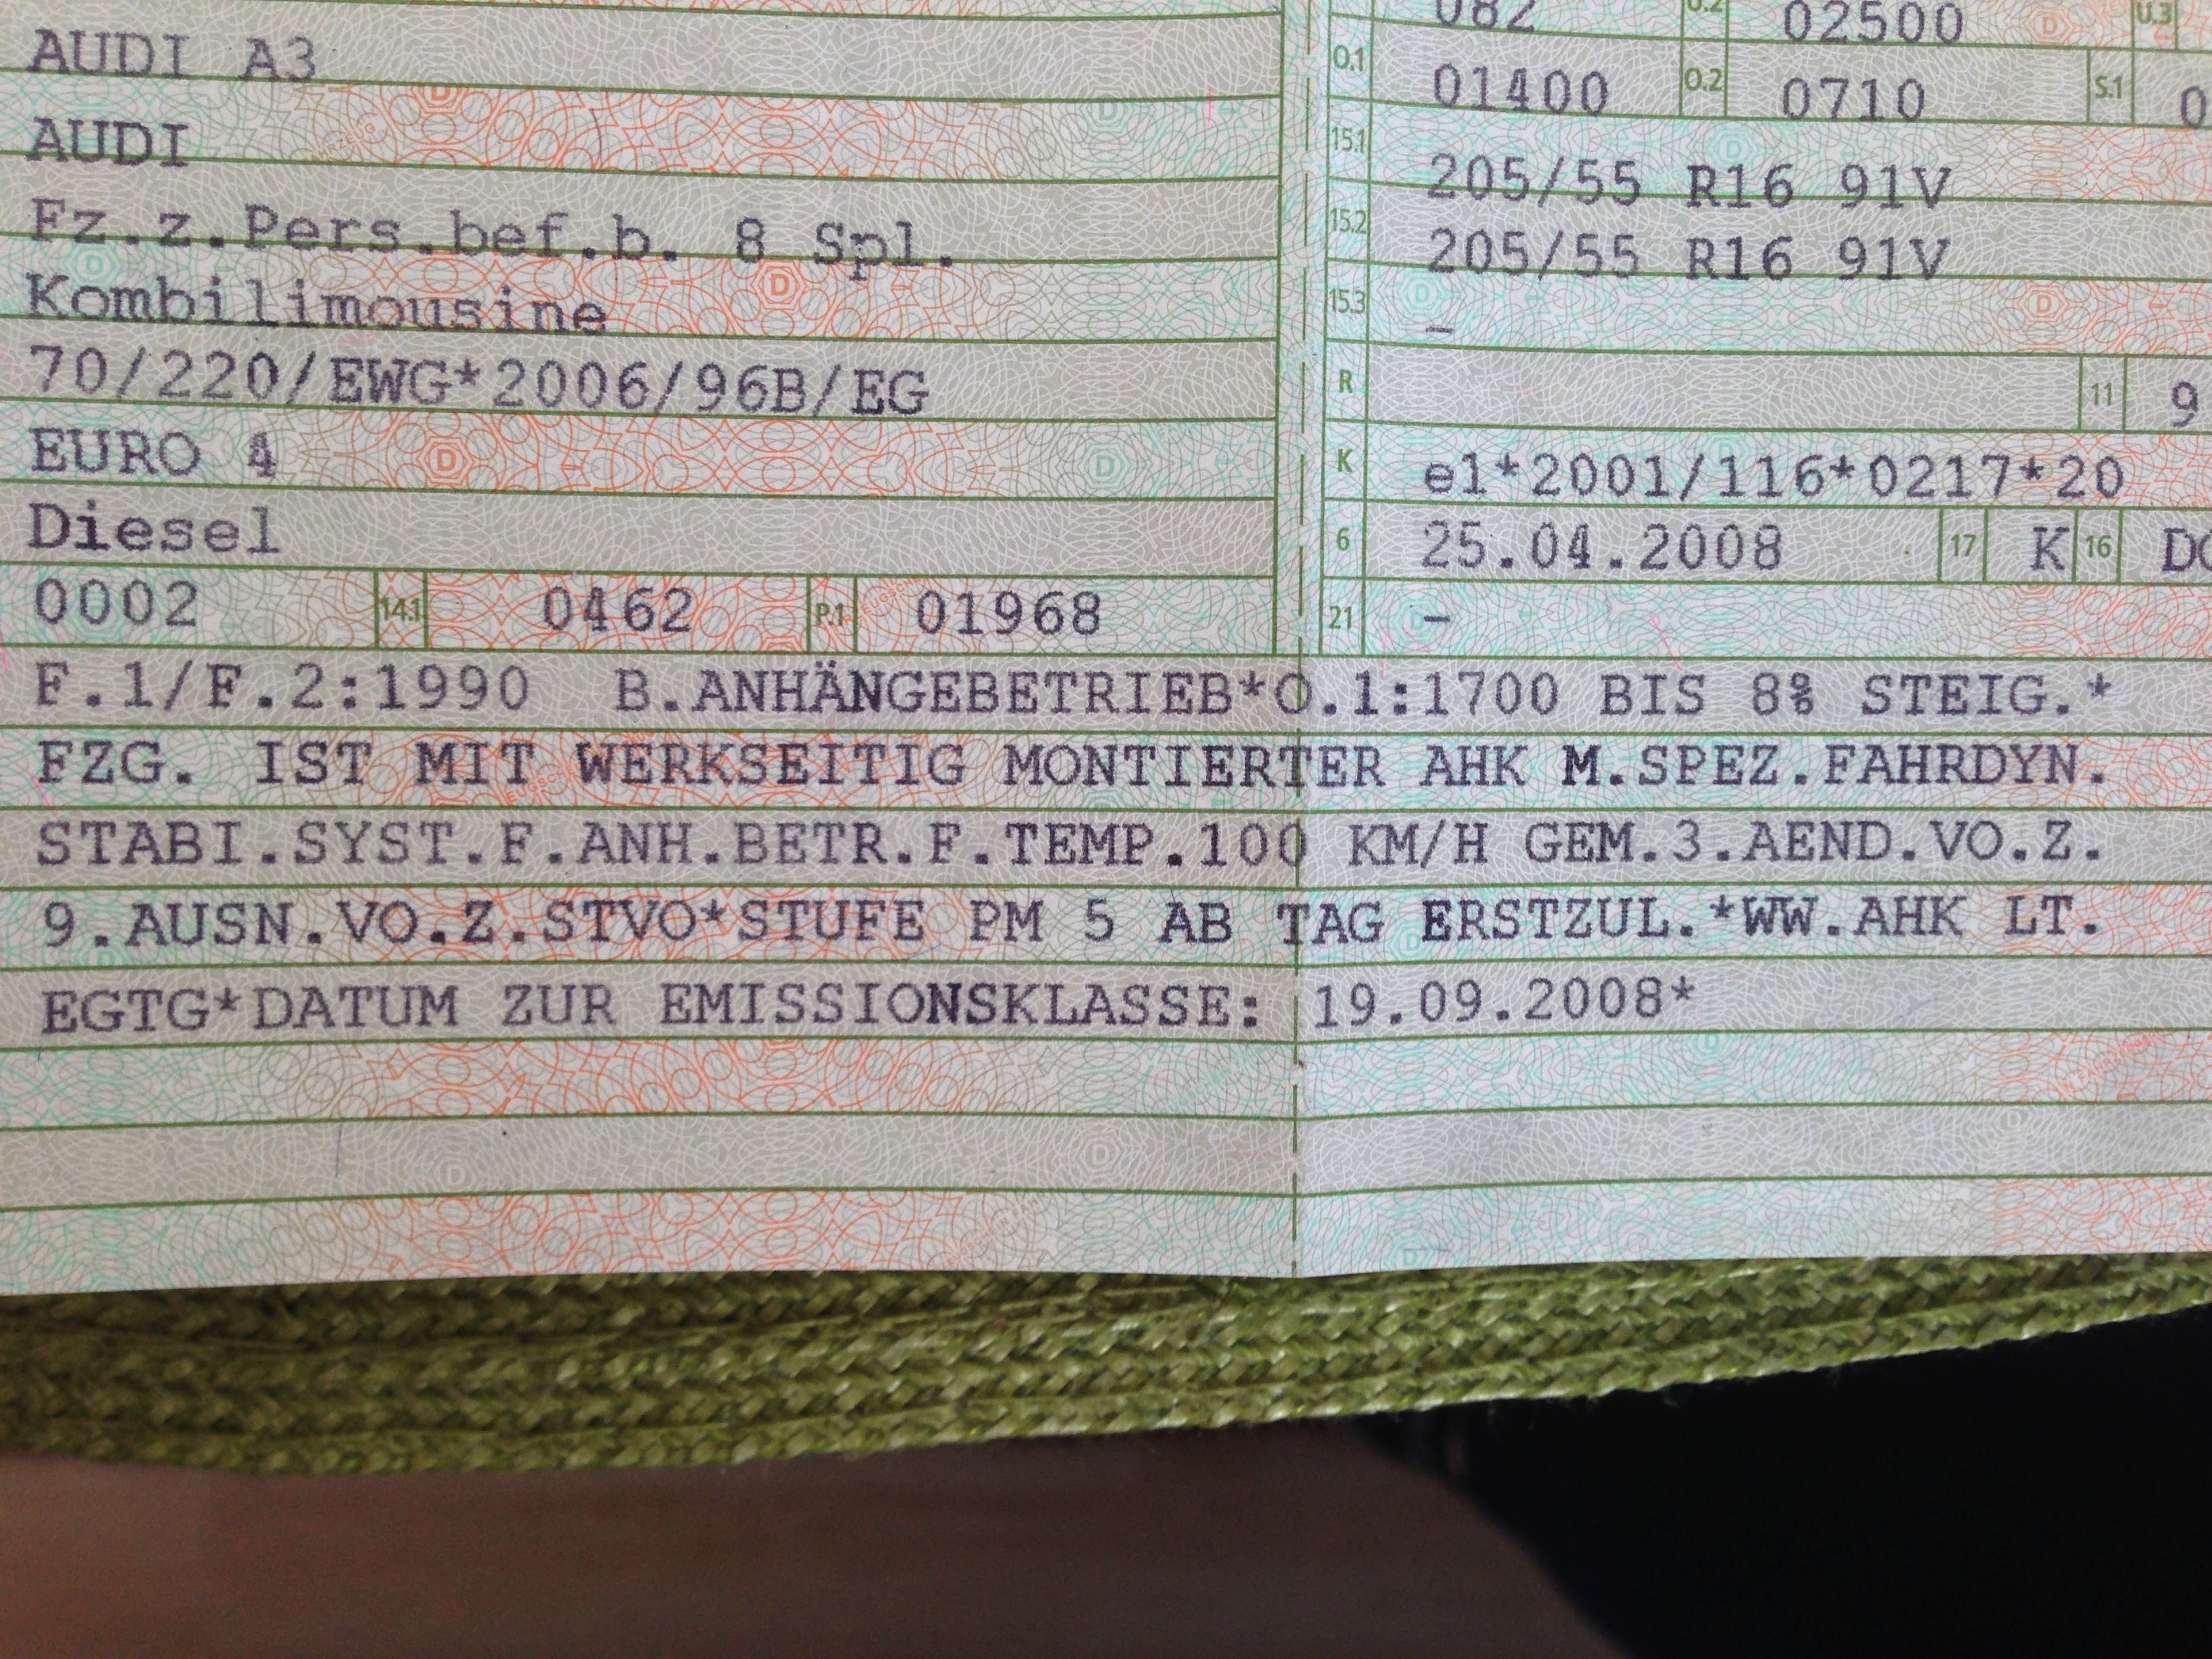 AUDI A3
AUDI
Fz.z.Pers.bef.b. 8 Spl.
Kombilimousine
70/220/EWG*2006/96B/EG
EURO 4
Diesel
0002 14.1 0462 P.1 01968
082 U.2 02500 U.3
O.1 01400 O.2 0710 S.1 0
15.1 205/55 R16 91V
15.2 205/55 R16 91V
15.3 –
R 11 9
K e1*2001/116*0217*20
6 25.04.2008 17 K 16
21 –
F.1/F.2:1990 B.ANHÄNGEBETRIEB*O.1:1700 BIS 8% STEIG.*
FZG. IST MIT WERKSEITIG MONTIERTER AHK M.SPEZ.FAHRDYN.
STABI.SYST.F.ANH.BETR.F.TEMP.100 KM/H GEM.3.AEND.VO.Z.
9.AUSN.VO.Z.STVO*STUFE PM 5 AB TAG ERSTZUL.*WW.AHK LT.
EGTG*DATUM ZUR EMISSIONSKLASSE: 19.09.2008*